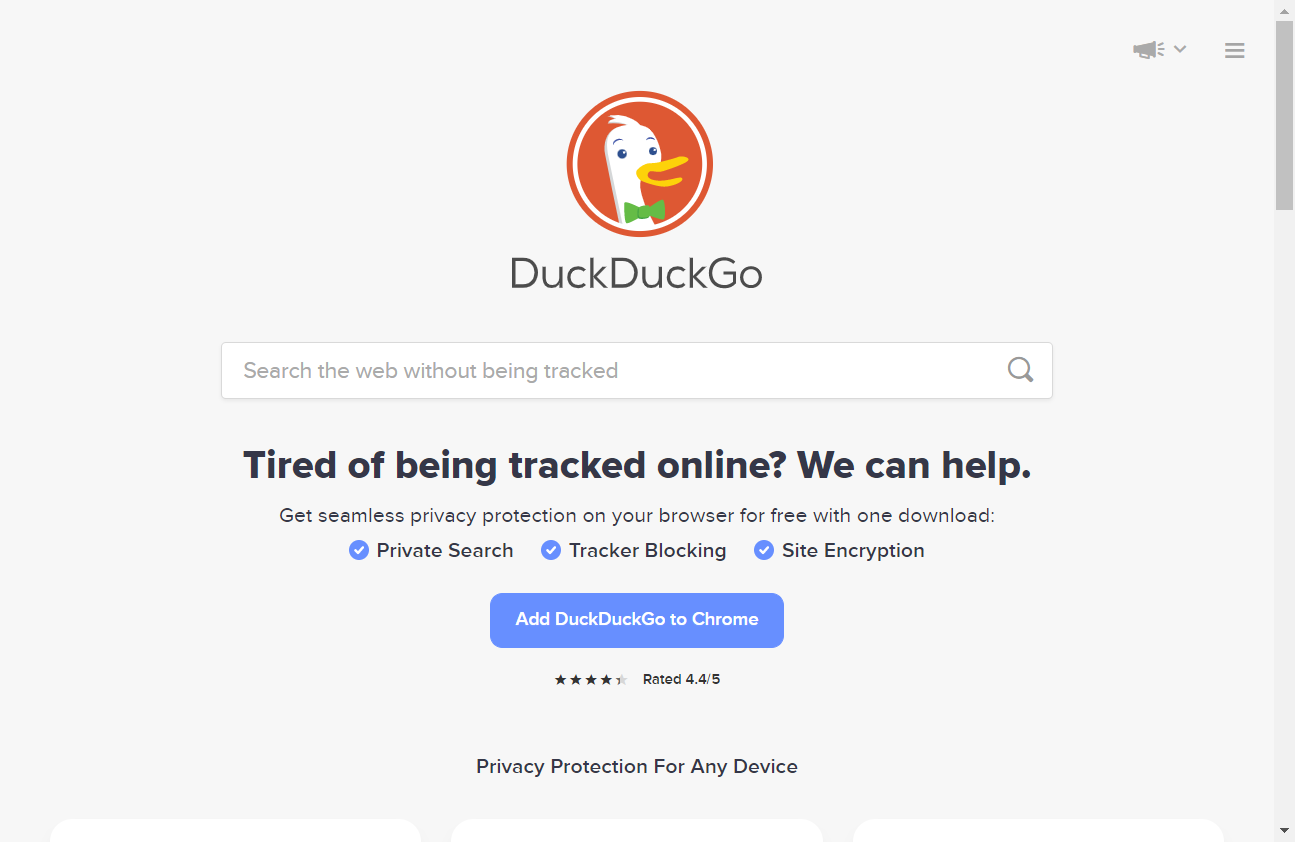 DuckDuckGo
Search the web without being tracked
Tired of being tracked online? We can help.
Get seamless privacy protection on your browser for free with one download:
Private Search Tracker Blocking Site Encryption
Add DuckDuckGo to Chrome
Rated 4.4/5
Privacy Protection For Any Device